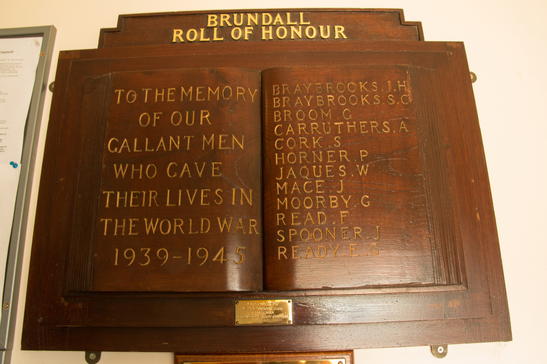 BRUNDALL
ROLL OF HONOUR
TO THE MEMORY
OF OUR
GALLANT MEN
WHO GAVE
THEIR LIVES IN
THE WORLD WAR
1939-1945
BRAYBROOKS.J.H
BRAYBROOKS.S.C
BROOM.G
CARRUTHERS.A
CORK.S
HORNER.P
JAQUES.W
MACE.J
MOORBY.G
READ.F
SPOONER.J
READY.E.G